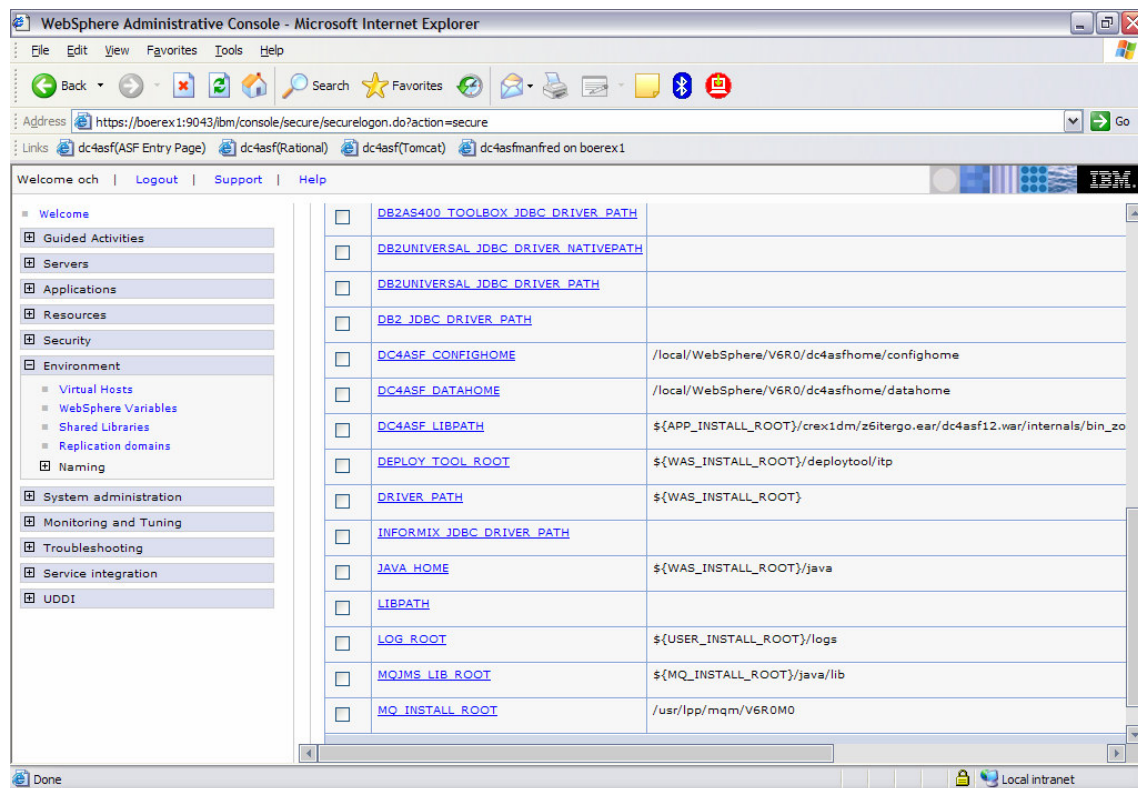 WebSphere Administrative Console - Microsoft Internet Explorer
File Edit View Favorites Tools Help
Back Search Favorites
Address https://boerex1:9043/ibm/console/secure/securelogon.do?action=secure Go
Links dc4asf(ASF Entry Page) dc4asf(Rational) dc4asf(Tomcat) dc4asfmanfred on boerex1
Welcome och | Logout | Support | Help IBM.
Welcome
Guided Activities
Servers
Applications
Resources
Security
Environment
Virtual Hosts
WebSphere Variables
Shared Libraries
Replication domains
Naming
System administration
Monitoring and Tuning
Troubleshooting
Service integration
UDDI
DB2AS400_TOOLBOX_JDBC_DRIVER_PATH
DB2UNIVERSAL_JDBC_DRIVER_NATIVEPATH
DB2UNIVERSAL_JDBC_DRIVER_PATH
DB2_JDBC_DRIVER_PATH
DC4ASF_CONFIGHOME /local/WebSphere/V6R0/dc4asfhome/confighome
DC4ASF_DATAHOME /local/WebSphere/V6R0/dc4asfhome/datahome
DC4ASF_LIBPATH ${APP_INSTALL_ROOT}/crex1dm/z6itergo.ear/dc4asf12.war/internals/bin_zo
DEPLOY_TOOL_ROOT ${WAS_INSTALL_ROOT}/deploytool/itp
DRIVER_PATH ${WAS_INSTALL_ROOT}
INFORMIX_JDBC_DRIVER_PATH
JAVA_HOME ${WAS_INSTALL_ROOT}/java
LIBPATH
LOG_ROOT ${USER_INSTALL_ROOT}/logs
MQJMS_LIB_ROOT ${MQ_INSTALL_ROOT}/java/lib
MQ_INSTALL_ROOT /usr/lpp/mqm/V6R0M0
Done Local intranet